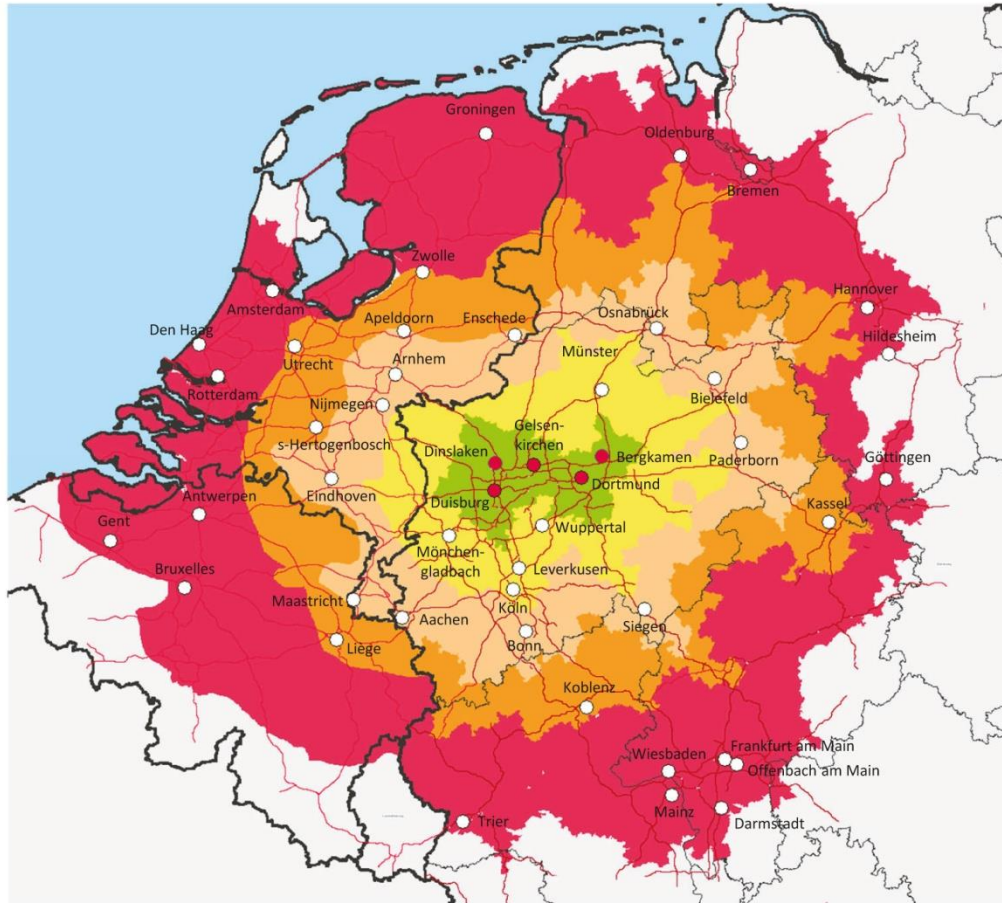 Groningen
Oldenburg
Bremen
Zwolle
Hannover
Amsterdam
Apeldoorn
Enschede
Osnabrück
Den Haag
Hildesheim
Utrecht
Arnhem
Münster
Rotterdam
Bielefeld
Nijmegen
Gelsen-
kirchen
s-Hertogenbosch
Dinslaken
Bergkamen
Paderborn
Göttingen
Eindhoven
Dortmund
Antwerpen
Duisburg
Kassel
Gent
Wuppertal
Mönchen-
gladbach
Bruxelles
Leverkusen
Maastricht
Köln
Aachen
Siegen
Liège
Bonn
Koblenz
Wiesbaden
Frankfurt am Main
Offenbach am Main
Mainz
Trier
Darmstadt